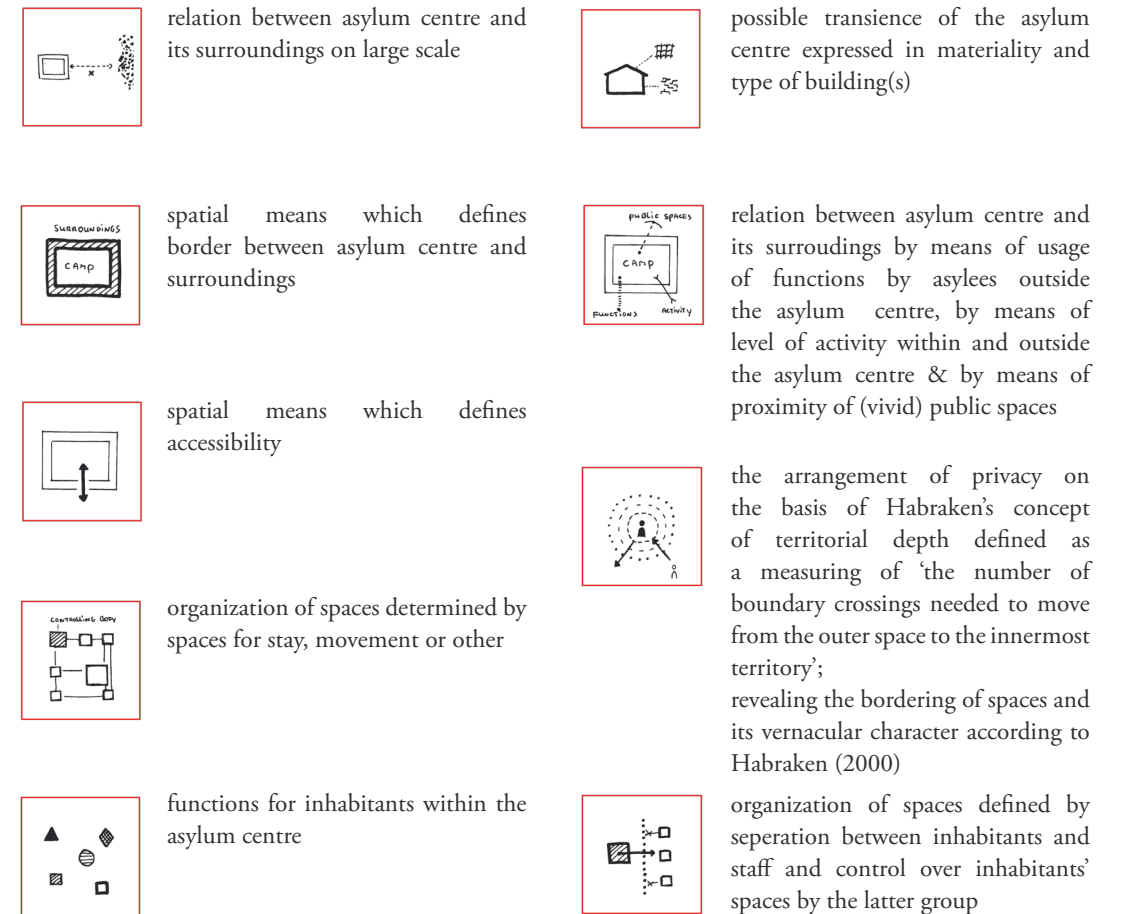 relation between asylum centre and
its surroundings on large scale
x
SURROUNDINGS
CAMP
spatial means which defines
border between asylum centre and
surroundings
spatial means which defines
accessibility
CONTROLLING BODY
organization of spaces determined by
spaces for stay, movement or other
functions for inhabitants within the
asylum centre
possible transience of the asylum
centre expressed in materiality and
type of building(s)
PUBLIC SPACES
CAMP
FUNCTIONS
ACTIVITY
relation between asylum centre and
its surroudings by means of usage
of functions by asylees outside
the asylum centre, by means of
level of activity within and outside
the asylum centre & by means of
proximity of (vivid) public spaces
the arrangement of privacy on
the basis of Habraken's concept
of territorial depth defined as
a measuring of 'the number of
boundary crossings needed to move
from the outer space to the innermost
territory';
revealing the bordering of spaces and
its vernacular character according to
Habraken (2000)
organization of spaces defined by
seperation between inhabitants and
staff and control over inhabitants'
spaces by the latter group